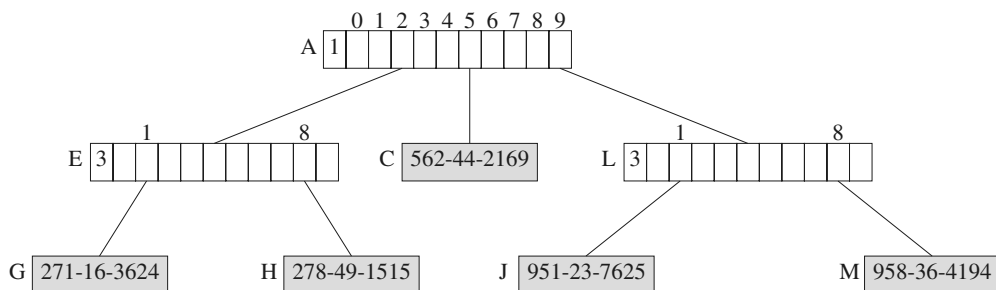 0 1 2 3 4 5 6 7 8 9
A 1
1 8 1 8
E 3 C 562-44-2169 L 3
G 271-16-3624 H 278-49-1515 J 951-23-7625 M 958-36-4194